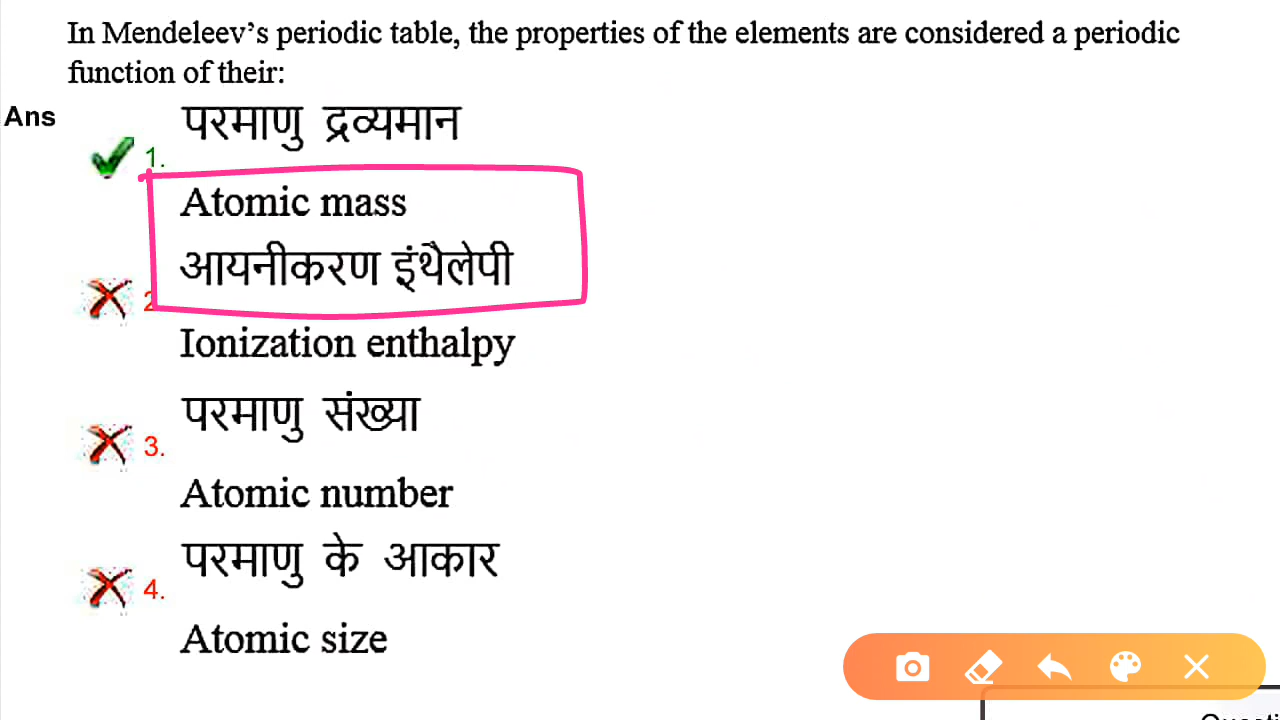 In Mendeleev’s periodic table, the properties of the elements are considered a periodic
function of their:
Ans
परमाणु द्रव्यमान
1.
Atomic mass
आयनीकरण इंथैलेपी
Ionization enthalpy
परमाणु संख्या
3.
Atomic number
परमाणु के आकार
4.
Atomic size